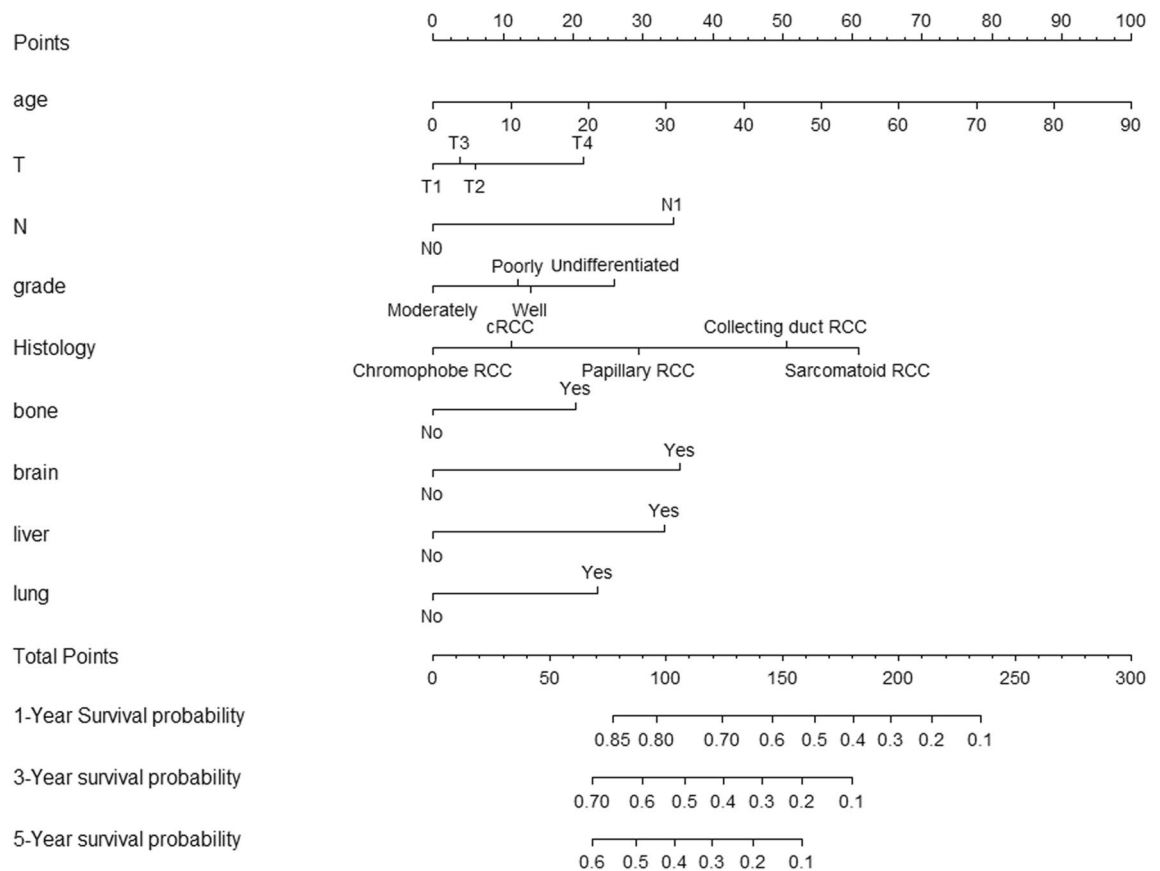 Points 0 10 20 30 40 50 60 70 80 90 100
age
0 10 20 30 40 50 60 70 80 90
T3 T4
T
T1 T2
N1
N
N0
Poorly Undifferentiated
grade
Moderately Well
cRCC Collecting duct RCC
Histology
Chromophobe RCC Papillary RCC Sarcomatoid RCC
Yes
bone
No
Yes
brain
No
Yes
liver
No
Yes
lung
No
Total Points
0 50 100 150 200 250 300
1-Year Survival probability
0.85 0.80 0.70 0.6 0.5 0.4 0.3 0.2 0.1
3-Year survival probability
0.70 0.6 0.5 0.4 0.3 0.2 0.1
5-Year survival probability
0.6 0.5 0.4 0.3 0.2 0.1